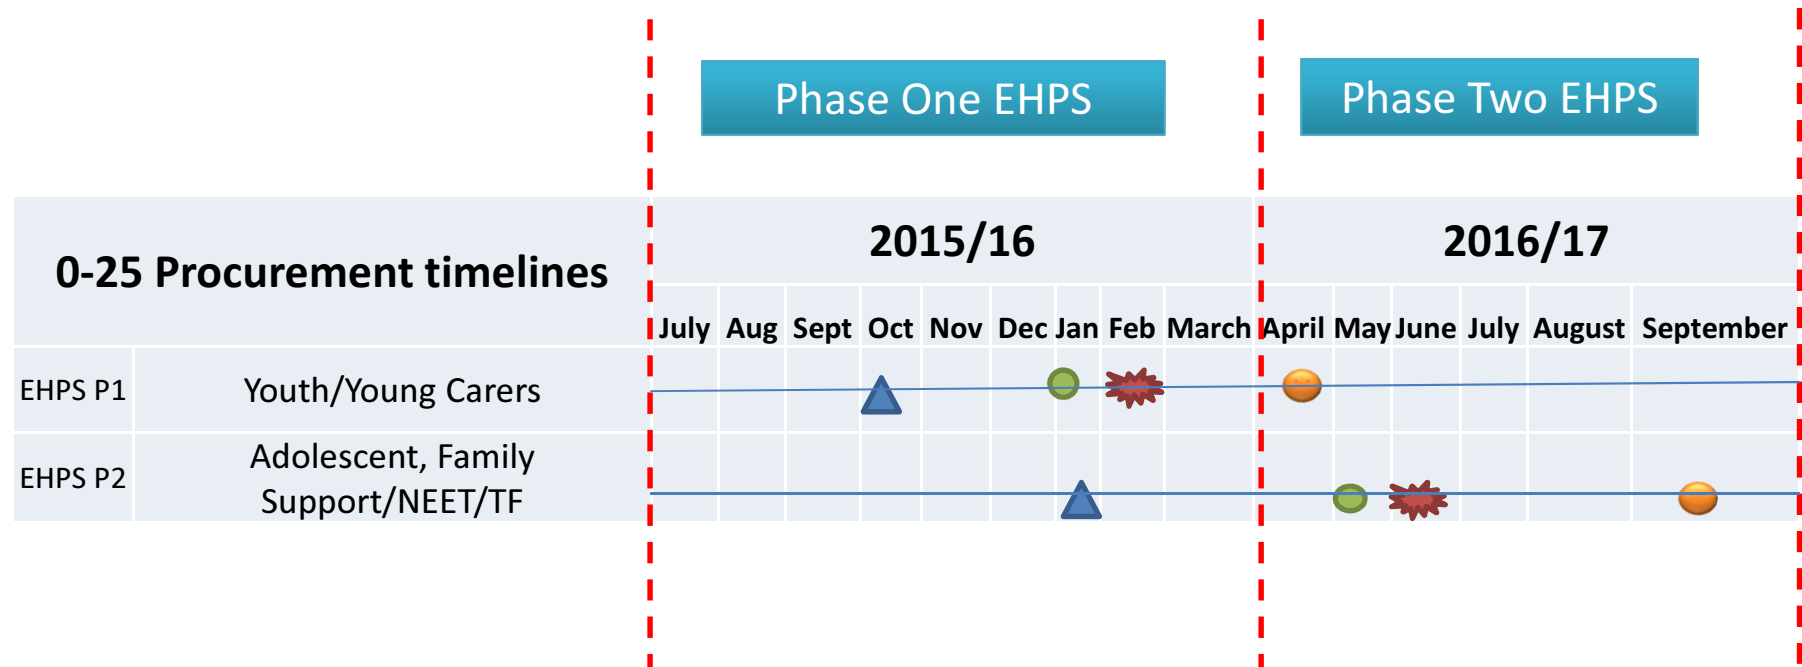 Phase One EHPS
Phase Two EHPS
0-25 Procurement timelines
2015/16
2016/17
July Aug Sept Oct Nov Dec Jan Feb March April May June July August September
EHPS P1 Youth/Young Carers
EHPS P2 Adolescent, Family
Support/NEET/TF